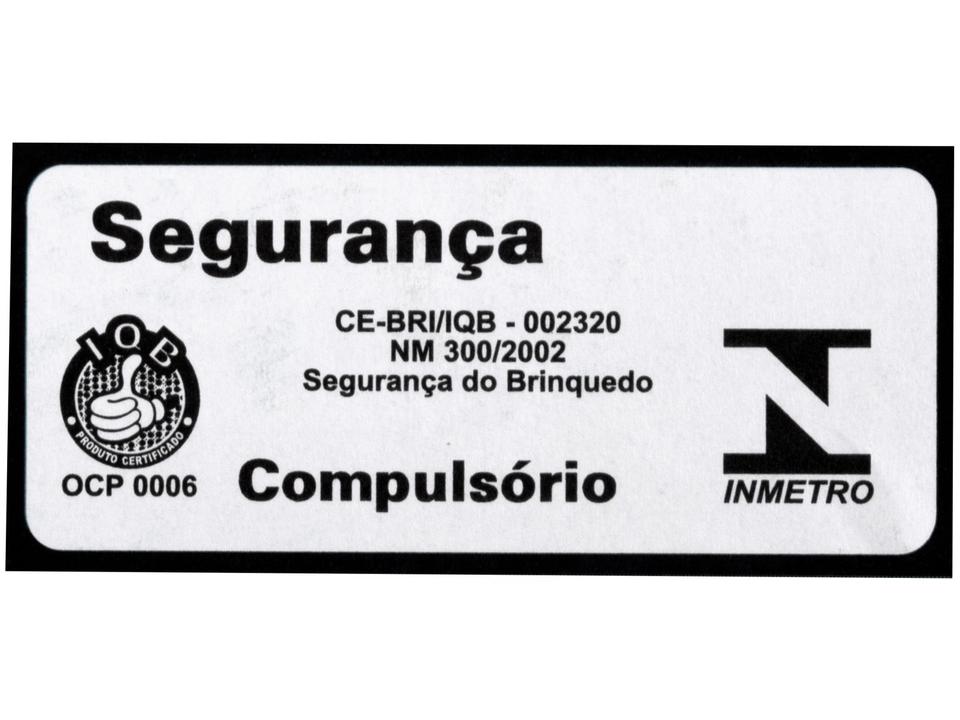 Segurança
CE-BRI/IQB - 002320
NM 300/2002
Segurança do Brinquedo
IQB
PRODUTO CERTIFICADO
OCP 0006
Compulsório
INMETRO